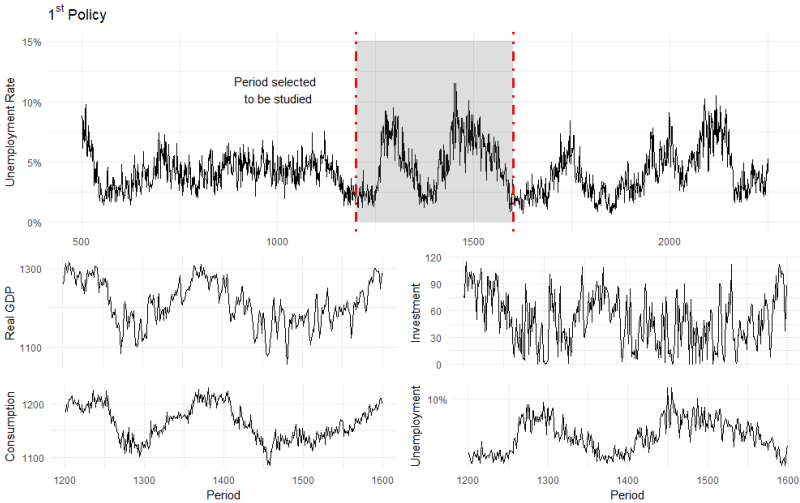 1st Policy
Unemployment Rate
15%
10%
5%
0%
Period selected
to be studied
500
1000
1500
2000
Real GDP
1300
1100
Investment
120
90
60
30
0
Consumption
1200
1100
1200
1300
1400
1500
1600
Period
Unemployment
10%
1200
1300
1400
1500
1600
Period